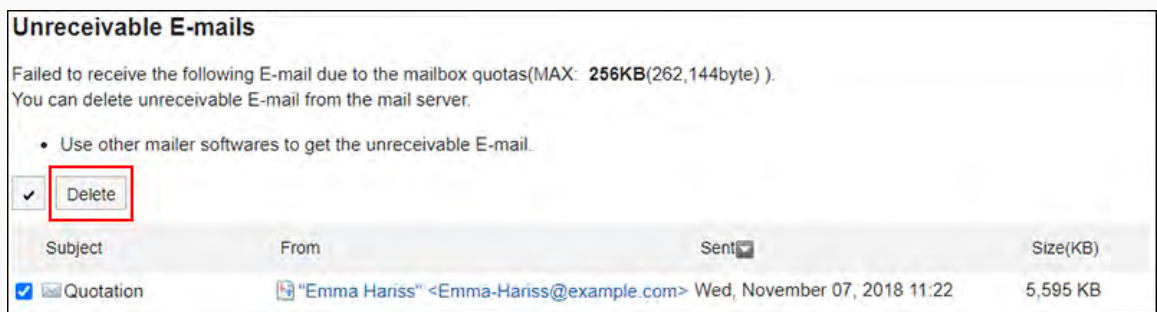 Unreceivable E-mails
Failed to receive the following E-mail due to the mailbox quotas(MAX: 256KB(262,144byte) ).
You can delete unreceivable E-mail from the mail server.
• Use other mailer softwares to get the unreceivable E-mail.
Delete
Subject From Sent Size(KB)
Quotation "Emma Hariss" <Emma-Hariss@example.com> Wed, November 07, 2018 11:22 5,595 KB